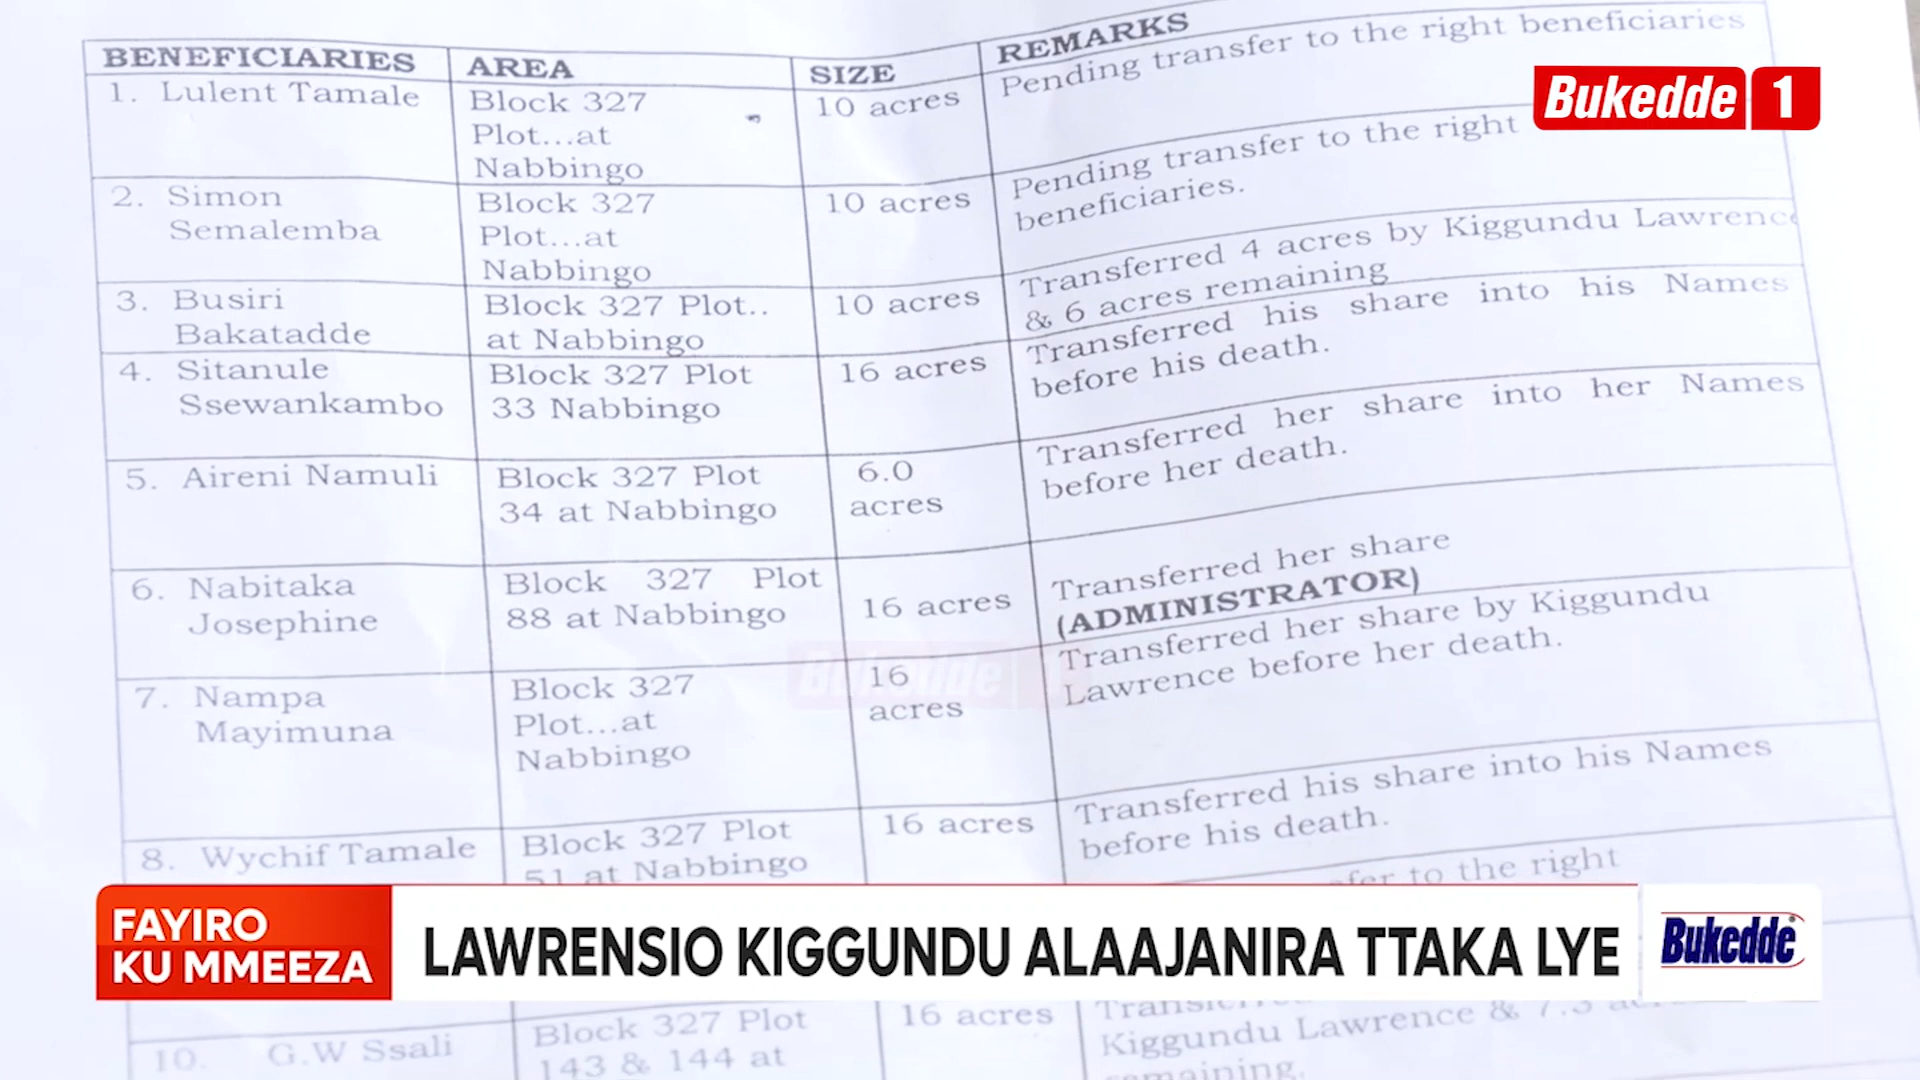 BENEFICIARIES AREA SIZE REMARKS
1. Lulent Tamale Block 327 10 acres Pending transfer to the right beneficiaries
Plot...at
Nabbingo
2. Simon Block 327 10 acres Pending transfer to the right
Semalemba Plot...at beneficiaries.
Nabbingo
3. Busiri Block 327 Plot.. 10 acres Transferred 4 acres by Kiggundu Lawrence
Bakatadde at Nabbingo & 6 acres remaining
4. Sitanule Block 327 Plot 16 acres Transferred his share into his Names
Ssewankambo 33 Nabbingo before his death.
5. Aireni Namuli Block 327 Plot 6.0 Transferred her share into her Names
34 at Nabbingo acres before her death.
6. Nabitaka Block 327 Plot 16 acres Transferred her share
Josephine 88 at Nabbingo (ADMINISTRATOR)
7. Nampa Block 327 16 Transferred her share by Kiggundu
Mayimuna Plot...at acres Lawrence before her death.
Nabbingo
8. Wychif Tamale Block 327 Plot 16 acres Transferred his share into his Names
51 at Nabbingo before his death.
to the right
10. G.W Ssali Block 327 Plot 16 acres
143 & 144 at Kiggundu Lawrence & 7.3
remaining.
Bukedde 1
Bukedde 1
FAYIRO
KU MMEEZA
LAWRENSIO KIGGUNDU ALAAJANIRA TTAKA LYE
Bukedde